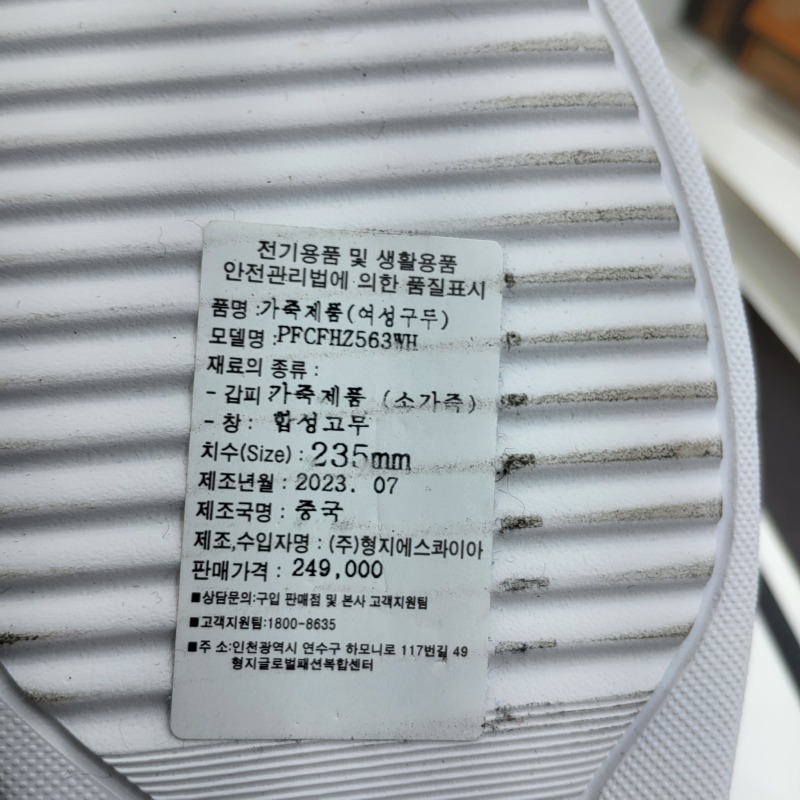 전기용품 및 생활용품
안전관리법에 의한 품질표시
품명 :가죽제품(여성구두)
모델명 :PFCFHZ563WH
재료의 종류 :
- 갑피 가죽제품 (소가죽)
- 창 : 합성고무
치수(Size) : 235mm
제조년월 : 2023. 07
제조국명 : 중국
제조,수입자명 : (주)형지에스콰이아
판매가격 : 249,000
■상담문의:구입 판매점 및 본사 고객지원팀
■고객지원팀:1800-8635
■주 소:인천광역시 연수구 하모니로 117번길 49
형지글로벌패션복합센터